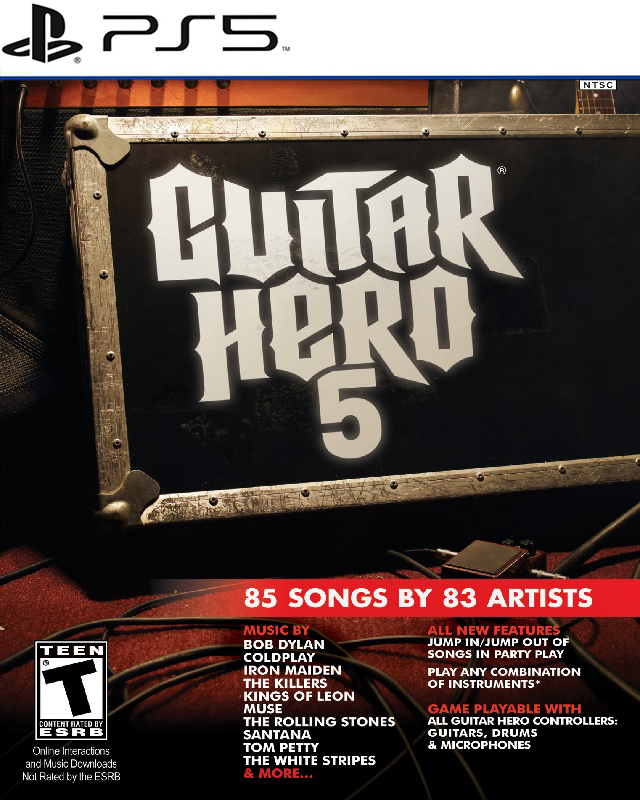 PS5™
NTSC
GUITAR®
HERO
5
85 SONGS BY 83 ARTISTS
MUSIC BY
BOB DYLAN
COLDPLAY
IRON MAIDEN
THE KILLERS
KINGS OF LEON
MUSE
THE ROLLING STONES
SANTANA
TOM PETTY
THE WHITE STRIPES
& MORE...
ALL NEW FEATURES
JUMP IN/JUMP OUT OF
SONGS IN PARTY PLAY
PLAY ANY COMBINATION
OF INSTRUMENTS*
GAME PLAYABLE WITH
ALL GUITAR HERO CONTROLLERS:
GUITARS, DRUMS
& MICROPHONES
TEEN
T
CONTENT RATED BY
ESRB
Online Interactions
and Music Downloads
Not Rated by the ESRB